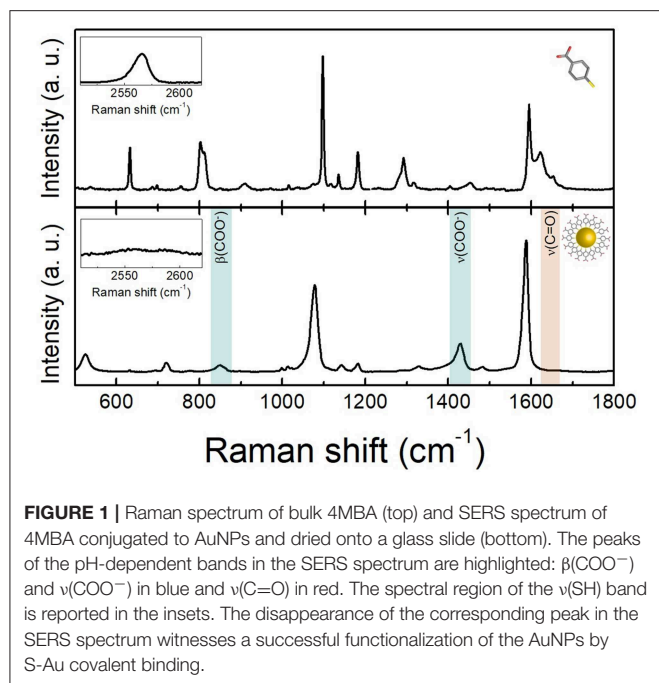 Intensity (a. u.)
2550 2600
Raman shift (cm⁻¹)
Intensity (a. u.)
2550 2600
Raman shift (cm⁻¹)
β(COO⁻)
ν(COO⁻)
ν(C=O)
600 800 1000 1200 1400 1600 1800
Raman shift (cm⁻¹)
FIGURE 1 | Raman spectrum of bulk 4MBA (top) and SERS spectrum of
4MBA conjugated to AuNPs and dried onto a glass slide (bottom). The peaks
of the pH-dependent bands in the SERS spectrum are highlighted: β(COO⁻)
and ν(COO⁻) in blue and ν(C=O) in red. The spectral region of the ν(SH) band
is reported in the insets. The disappearance of the corresponding peak in the
SERS spectrum witnesses a successful functionalization of the AuNPs by
S-Au covalent binding.